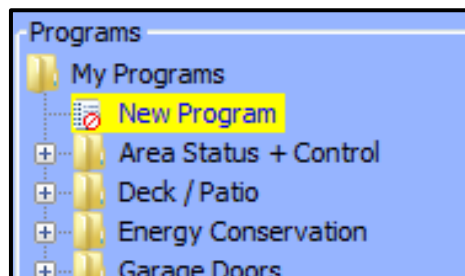 Programs
My Programs
New Program
Area Status + Control
Deck / Patio
Energy Conservation
Garage Doors